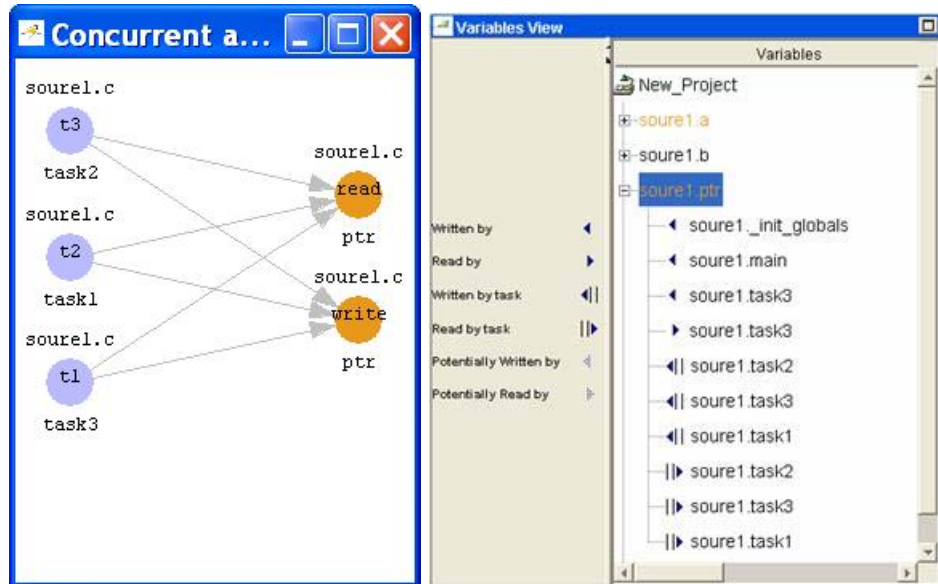 Concurrent a...
soure1.c
t3
task2
soure1.c
read
ptr
soure1.c
t2
task1
soure1.c
write
ptr
soure1.c
t1
task3
Variables View
Written by
Read by
Written by task
Read by task
Potentially Written by
Potentially Read by
Variables
New_Project
soure1.a
soure1.b
soure1.ptr
soure1._init_globals
soure1.main
soure1.task3
soure1.task3
soure1.task2
soure1.task3
soure1.task1
soure1.task2
soure1.task3
soure1.task1